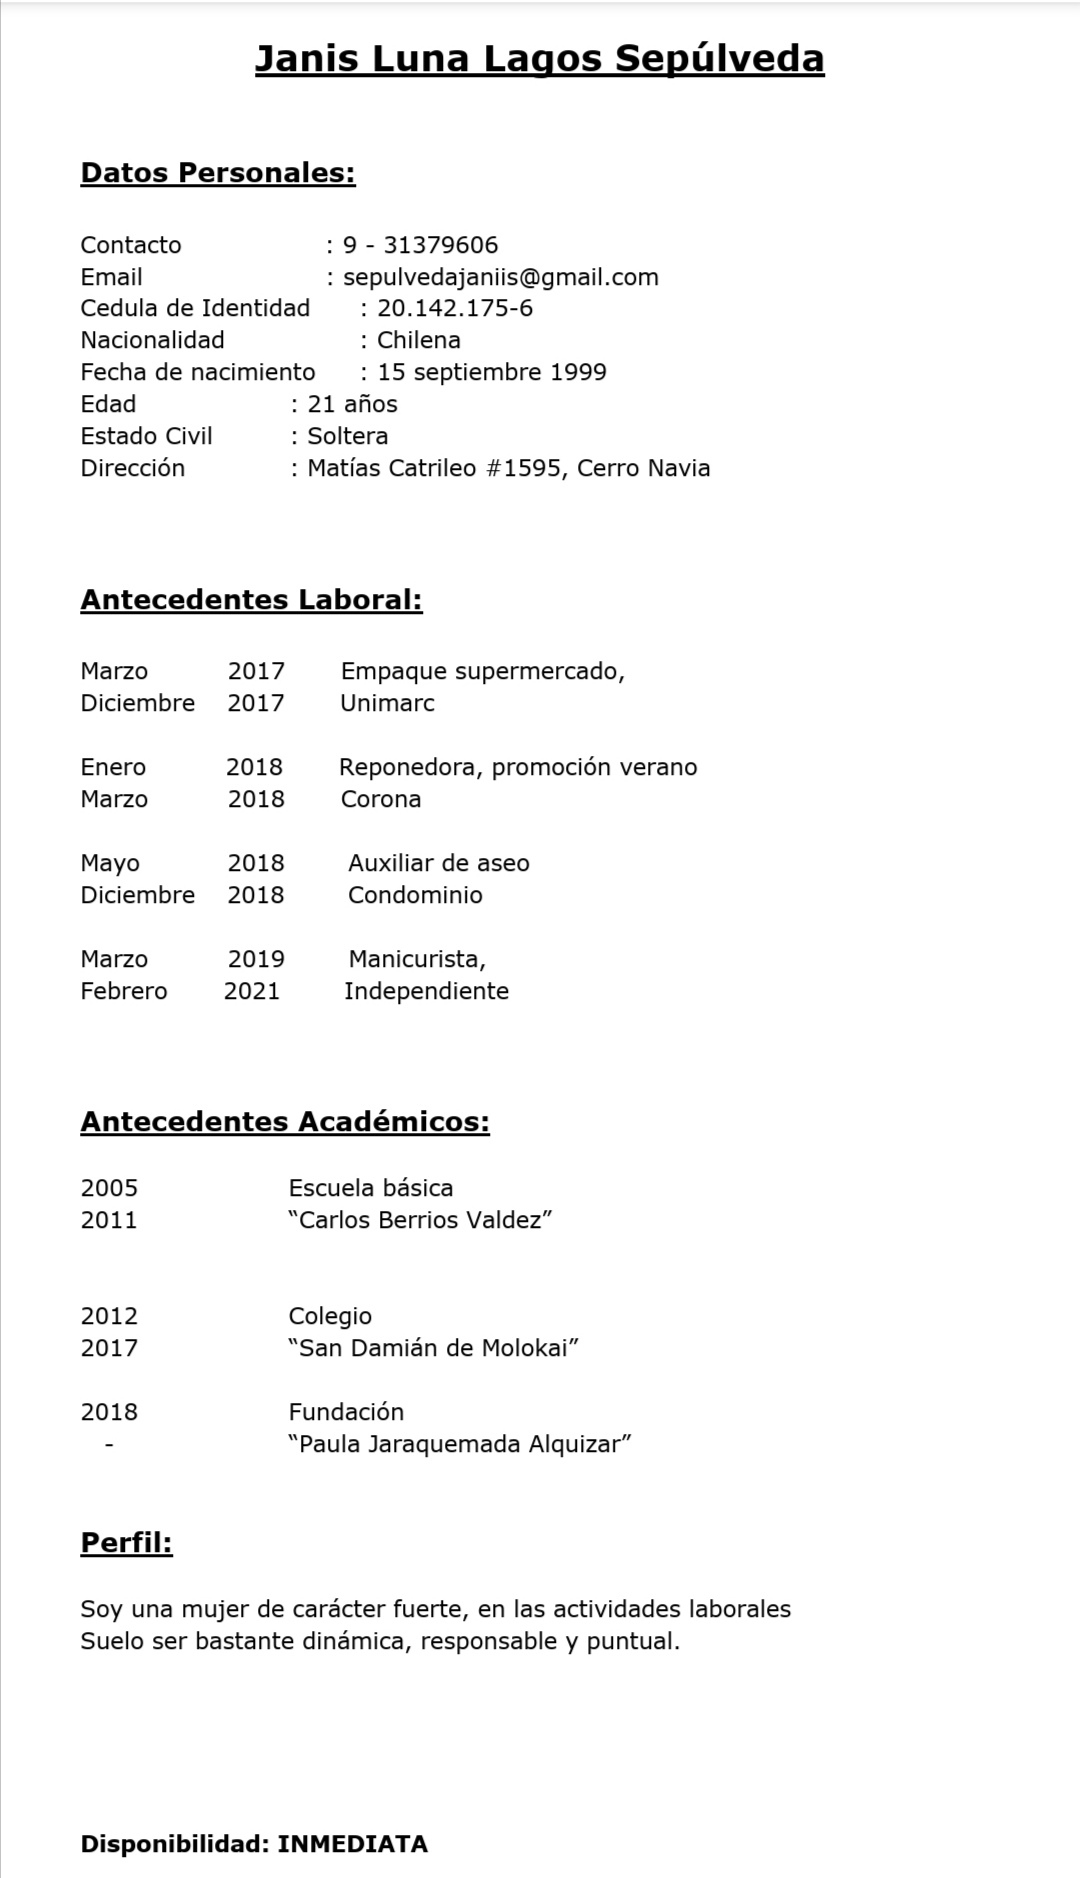 Janis Luna Lagos Sepúlveda
Datos Personales:
Contacto : 9 - 31379606
Email : sepulvedajaniis@gmail.com
Cedula de Identidad : 20.142.175-6
Nacionalidad : Chilena
Fecha de nacimiento : 15 septiembre 1999
Edad : 21 años
Estado Civil : Soltera
Dirección : Matías Catrileo #1595, Cerro Navia
Antecedentes Laboral:
Marzo 2017 Empaque supermercado,
Diciembre 2017 Unimarc
Enero 2018 Reponedora, promoción verano
Marzo 2018 Corona
Mayo 2018 Auxiliar de aseo
Diciembre 2018 Condominio
Marzo 2019 Manicurista,
Febrero 2021 Independiente
Antecedentes Académicos:
2005 Escuela básica
2011 “Carlos Berrios Valdez”
2012 Colegio
2017 “San Damián de Molokai”
2018 Fundación
- “Paula Jaraquemada Alquizar”
Perfil:
Soy una mujer de carácter fuerte, en las actividades laborales
Suelo ser bastante dinámica, responsable y puntual.
Disponibilidad: INMEDIATA